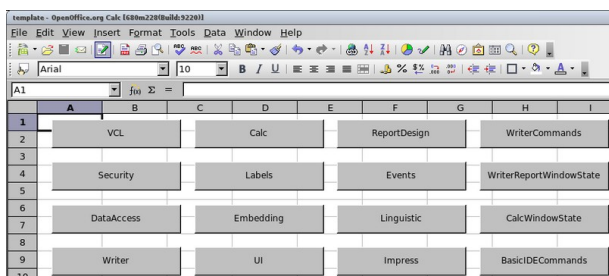 template - OpenOffice.org Calc [680m228(Build:9220)]
File Edit View Insert Format Tools Data Window Help
Arial 10 B I U
A1 f(x) Σ =
A B C D E F G H I
1
2 VCL Calc ReportDesign WriterCommands
3
4 Security Labels Events WriterReportWindowState
5
6
7 DataAccess Embedding Linguistic CalcWindowState
8
9 Writer UI Impress BasicIDECommands
10